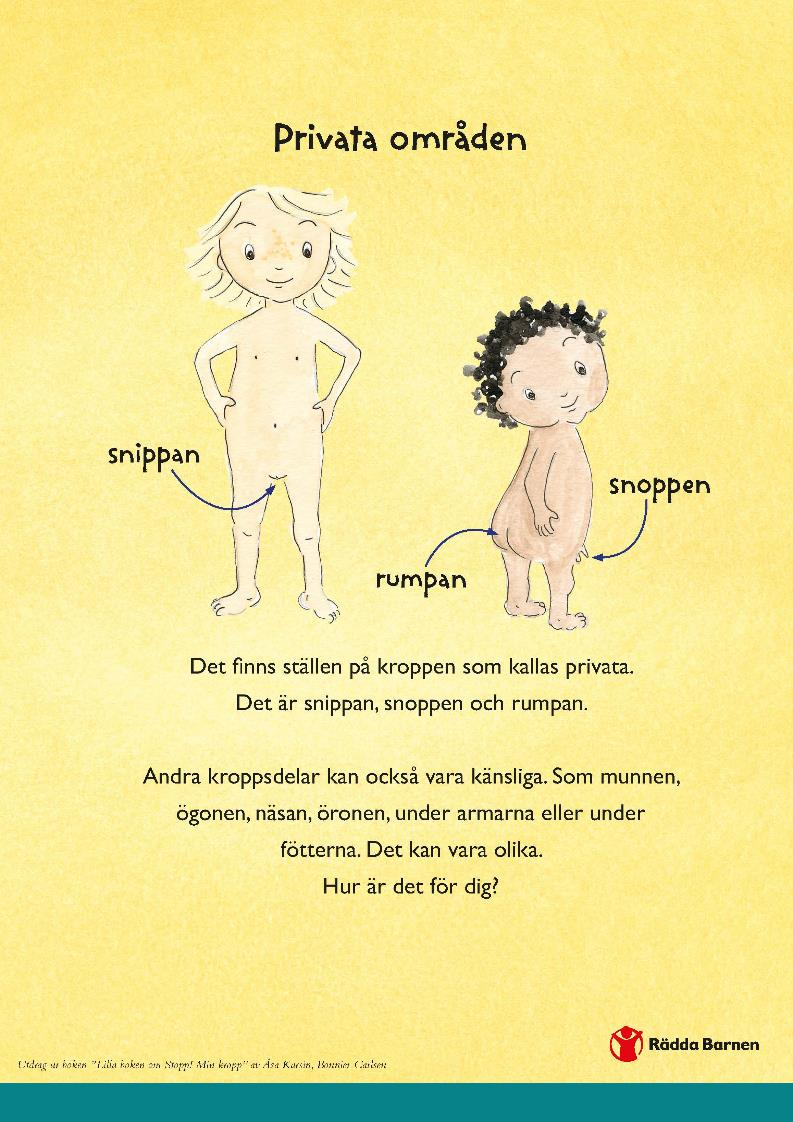 Privata områden
snippan
snoppen
rumpan
Det finns ställen på kroppen som kallas privata.
Det är snippan, snoppen och rumpan.
Andra kroppsdelar kan också vara känsliga. Som munnen,
ögonen, näsan, öronen, under armarna eller under
fötterna. Det kan vara olika.
Hur är det för dig?
Rädda Barnen
Utdrag ur boken "Lilla boken om Stopp! Min kropp" av Åsa Karsin, Bonnier Carlsen